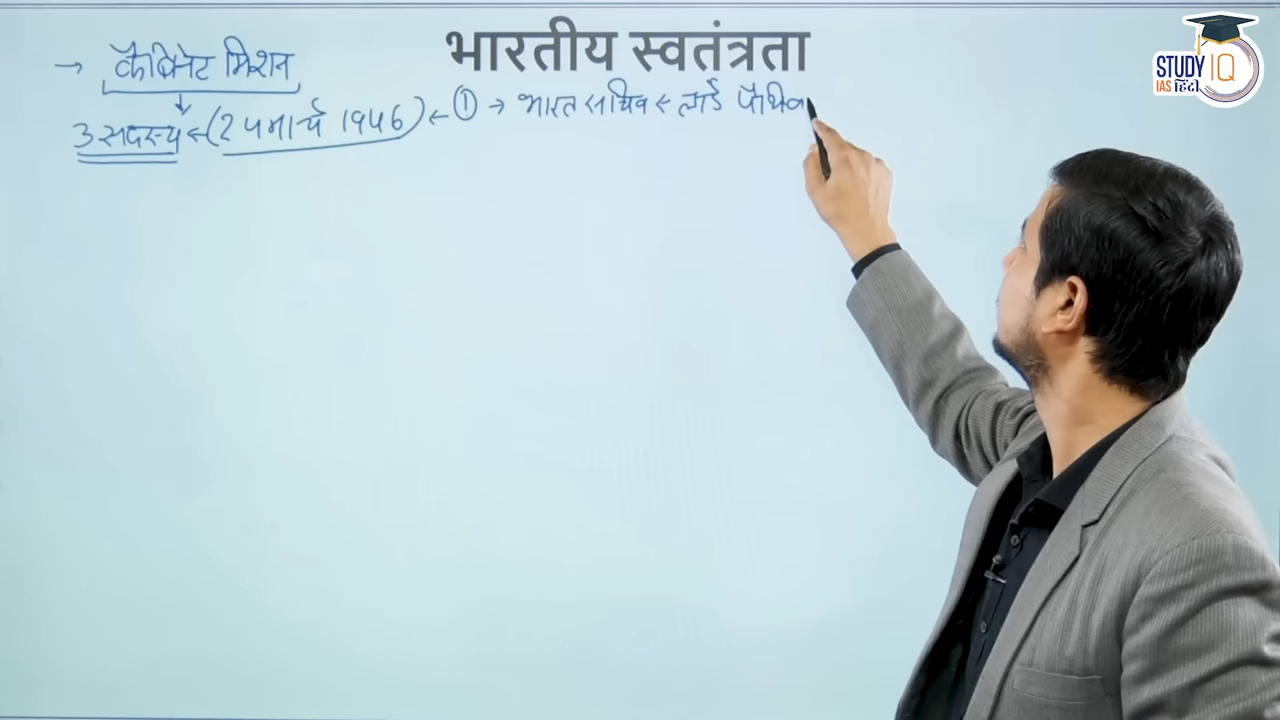 भारतीय स्वतंत्रता
STUDY IQ
IAS हिंदी
→ कैबिनेट मिशन
3 सदस्य ← (24 मार्च 1946) ← ① → भारत सचिव ← लार्ड पैथिक